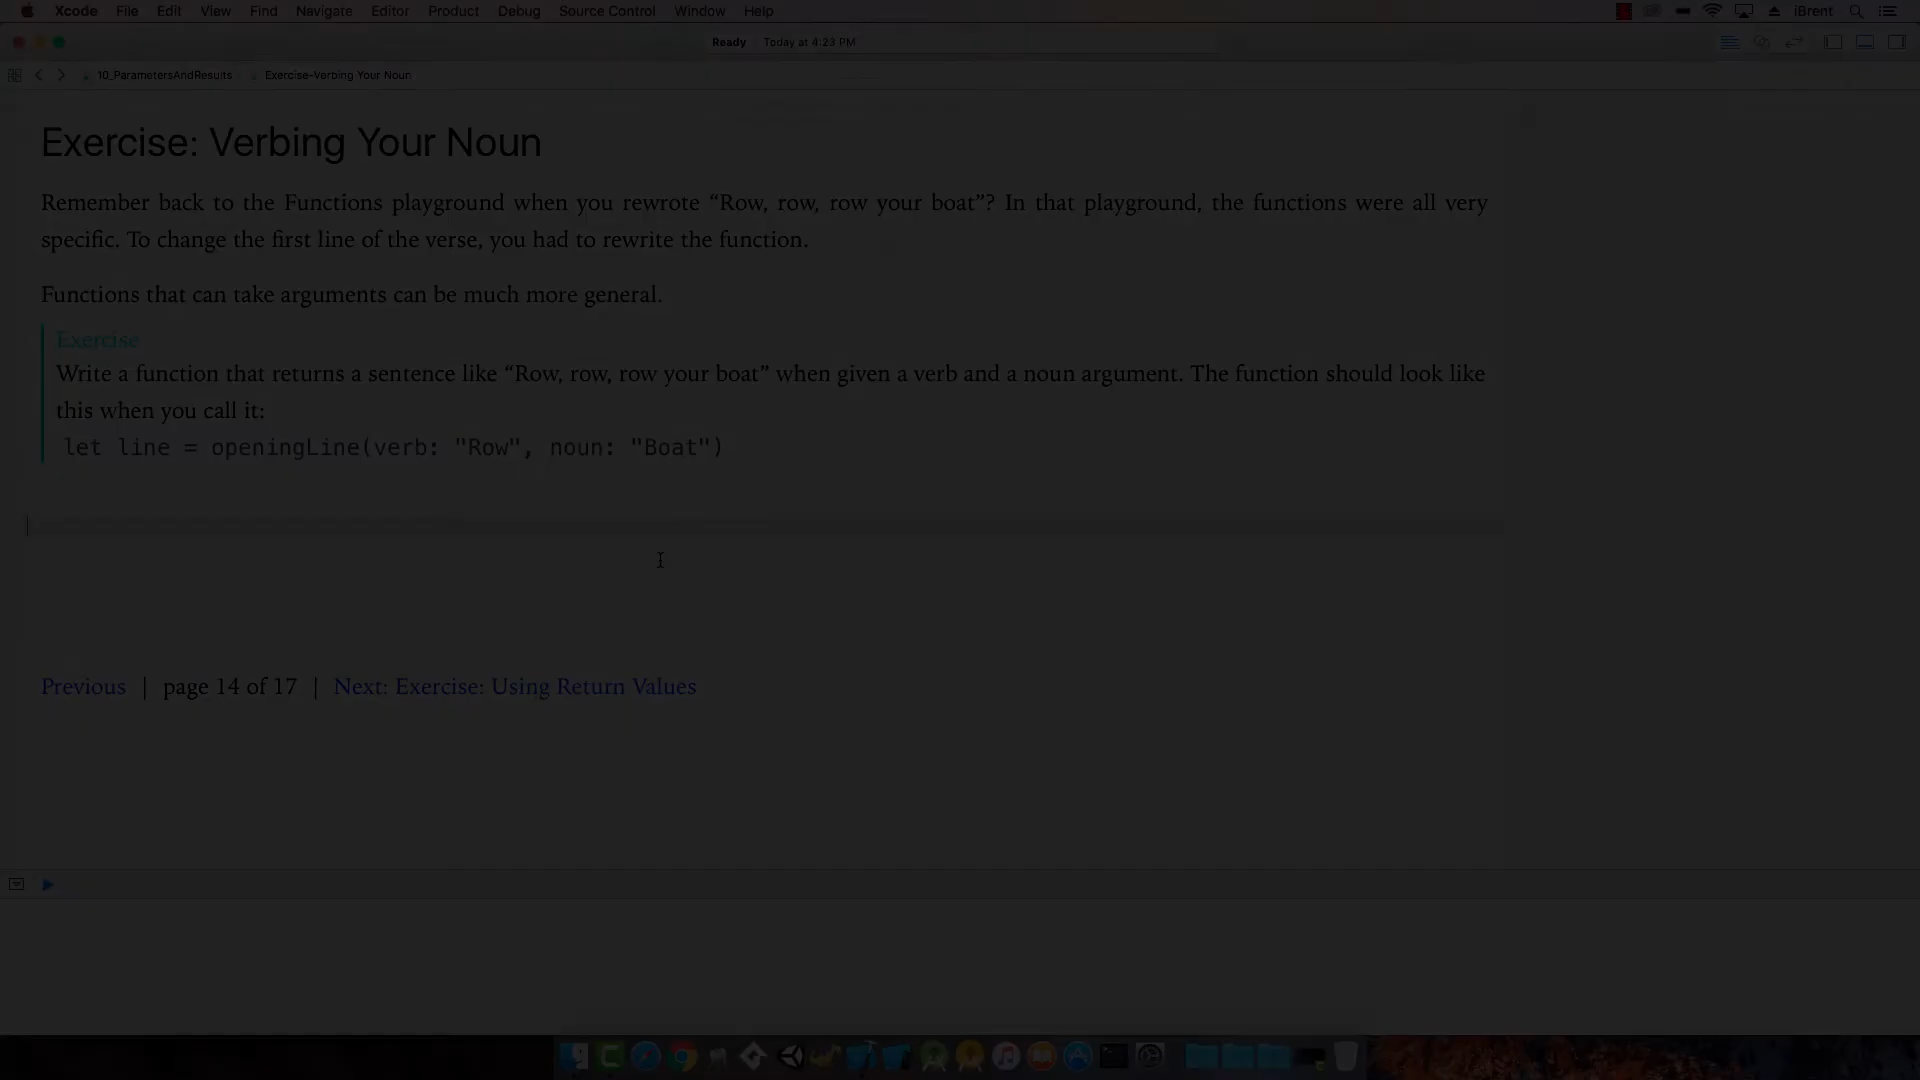 Xcode File Edit View Find Navigate Editor Product Debug Source Control Window Help iBrent
Ready Today at 4:23 PM
10_ParametersAndResults Exercise-Verbing Your Noun
Exercise: Verbing Your Noun
Remember back to the Functions playground when you rewrote “Row, row, row your boat”? In that playground, the functions were all very
specific. To change the first line of the verse, you had to rewrite the function.
Functions that can take arguments can be much more general.
Exercise
Write a function that returns a sentence like “Row, row, row your boat” when given a verb and a noun argument. The function should look like
this when you call it:
let line = openingLine(verb: "Row", noun: "Boat")
Previous | page 14 of 17 | Next: Exercise: Using Return Values